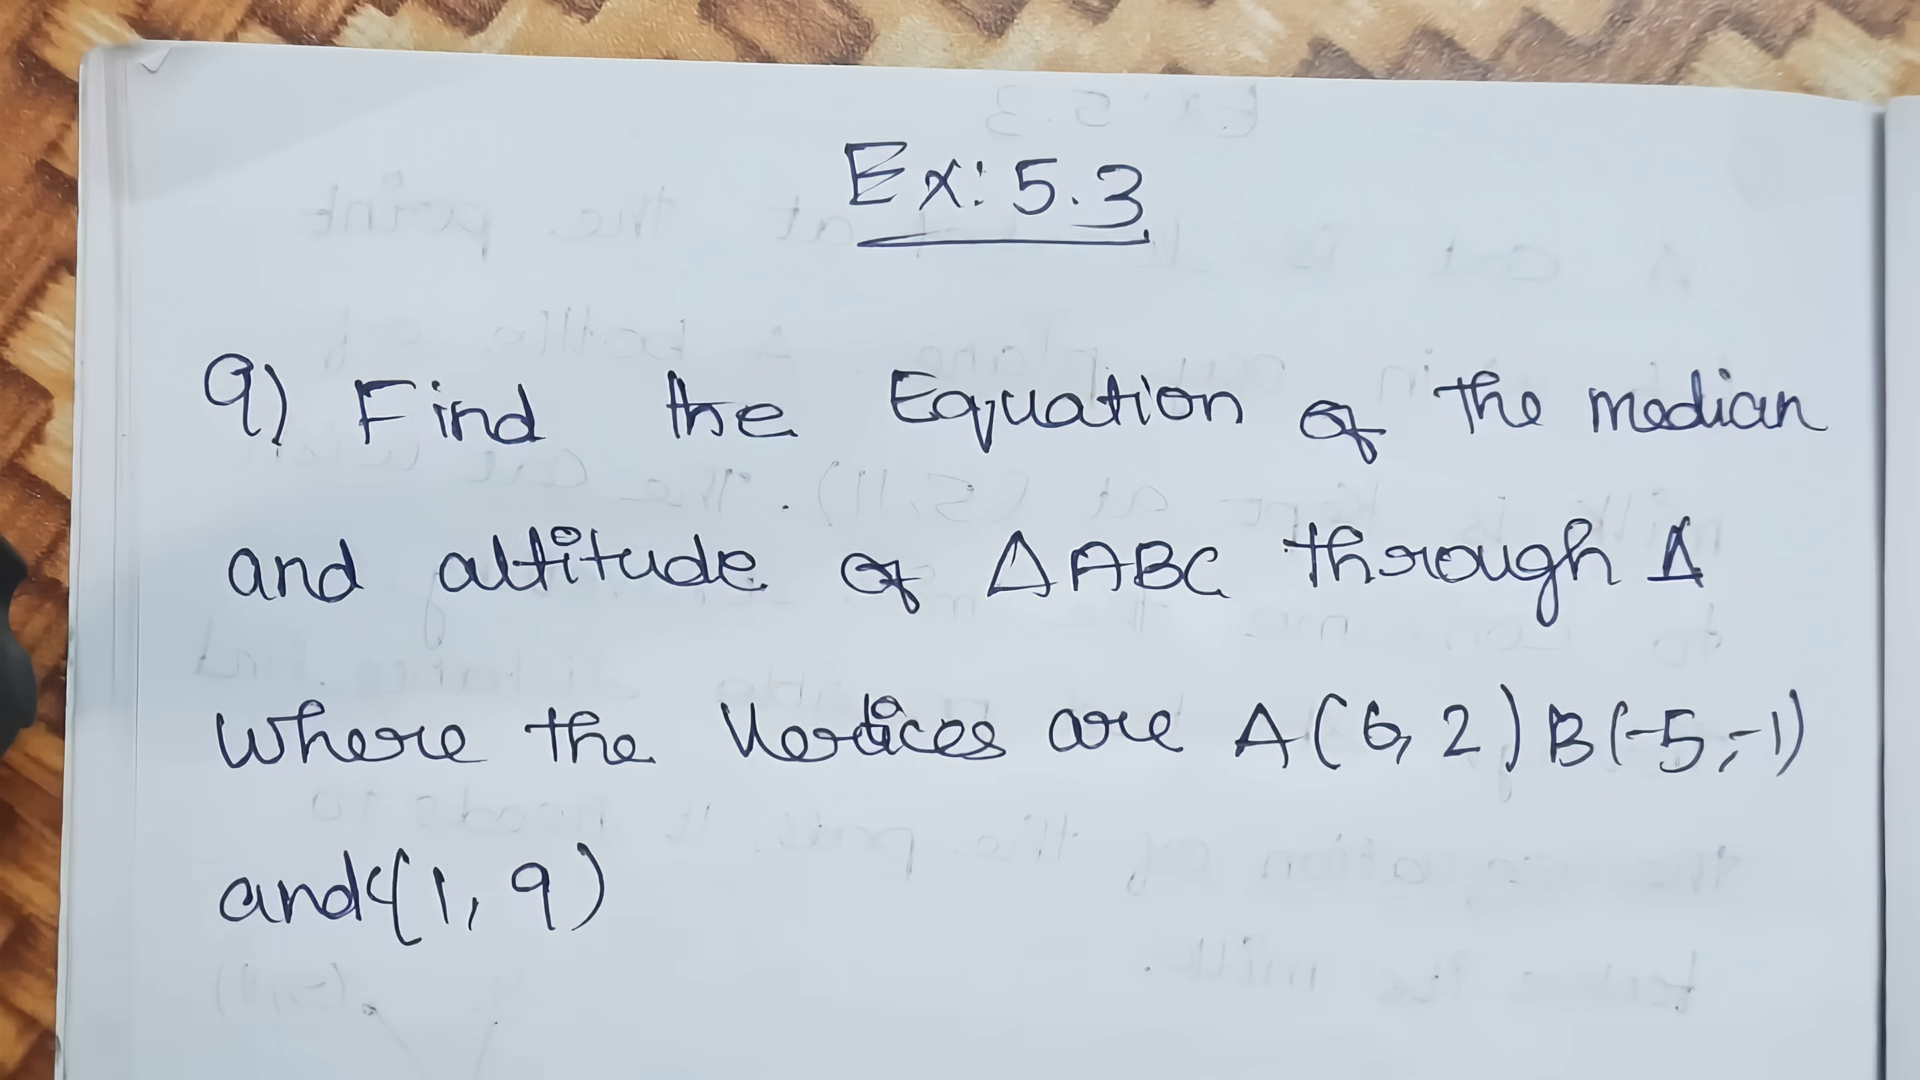 Ex: 5.3
9) Find the Equation of the median
and altitude of ΔABC through A
where the Vertices are A(6, 2) B(-5, -1)
and C(1, 9)